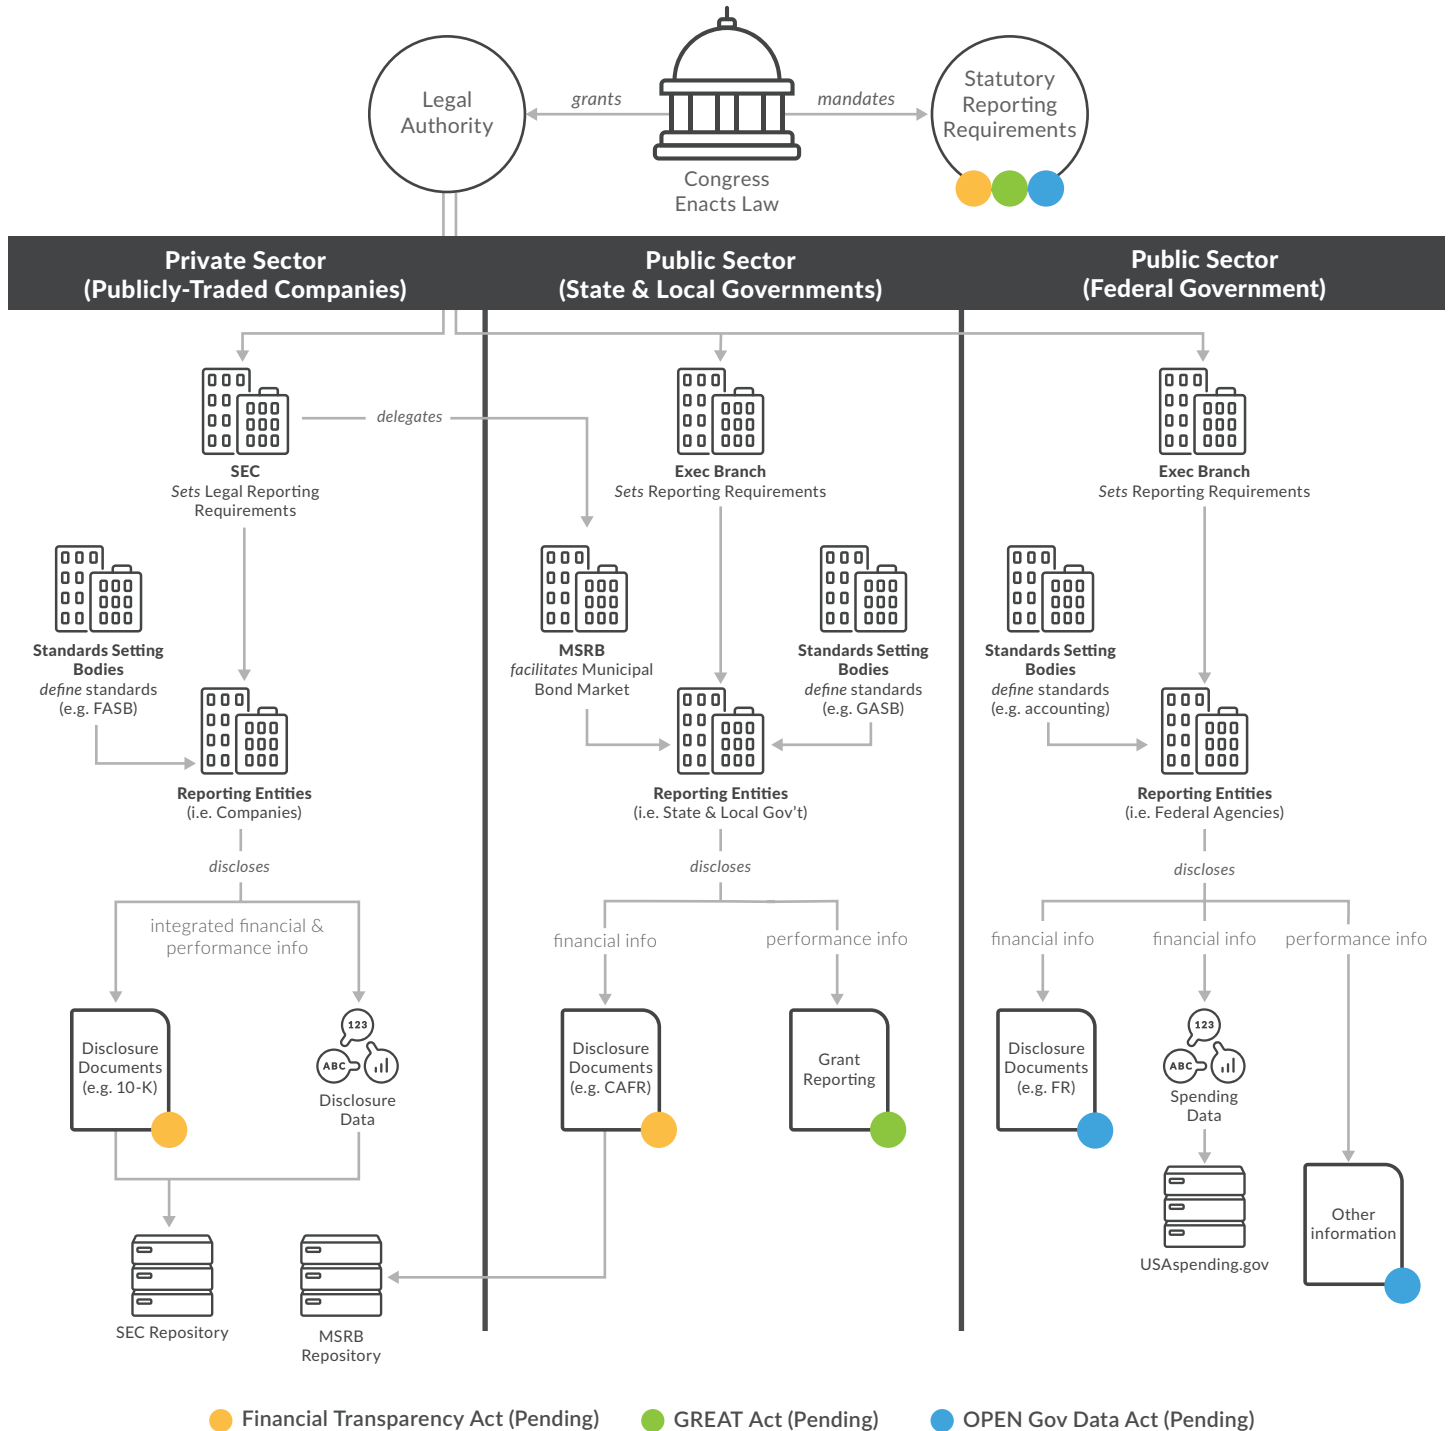 Legal
Authority
grants
mandates
Statutory
Reporting
Requirements
Congress
Enacts Law
Private Sector
(Publicly-Traded Companies)
Public Sector
(State & Local Governments)
Public Sector
(Federal Government)
delegates
SEC
Sets Legal Reporting
Requirements
Exec Branch
Sets Reporting Requirements
Exec Branch
Sets Reporting Requirements
Standards Setting
Bodies
define standards
(e.g. FASB)
MSRB
facilitates Municipal
Bond Market
Standards Setting
Bodies
define standards
(e.g. GASB)
Standards Setting
Bodies
define standards
(e.g. accounting)
Reporting Entities
(i.e. Companies)
Reporting Entities
(i.e. State & Local Gov't)
Reporting Entities
(i.e. Federal Agencies)
discloses
discloses
discloses
integrated financial &
performance info
financial info
performance info
financial info
financial info
performance info
Disclosure
Documents
(e.g. 10-K)
123
ABC
Disclosure
Data
Disclosure
Documents
(e.g. CAFR)
Grant
Reporting
Disclosure
Documents
(e.g. FR)
123
ABC
Spending
Data
Other
information
USAspending.gov
SEC Repository
MSRB
Repository
Financial Transparency Act (Pending)
GREAT Act (Pending)
OPEN Gov Data Act (Pending)